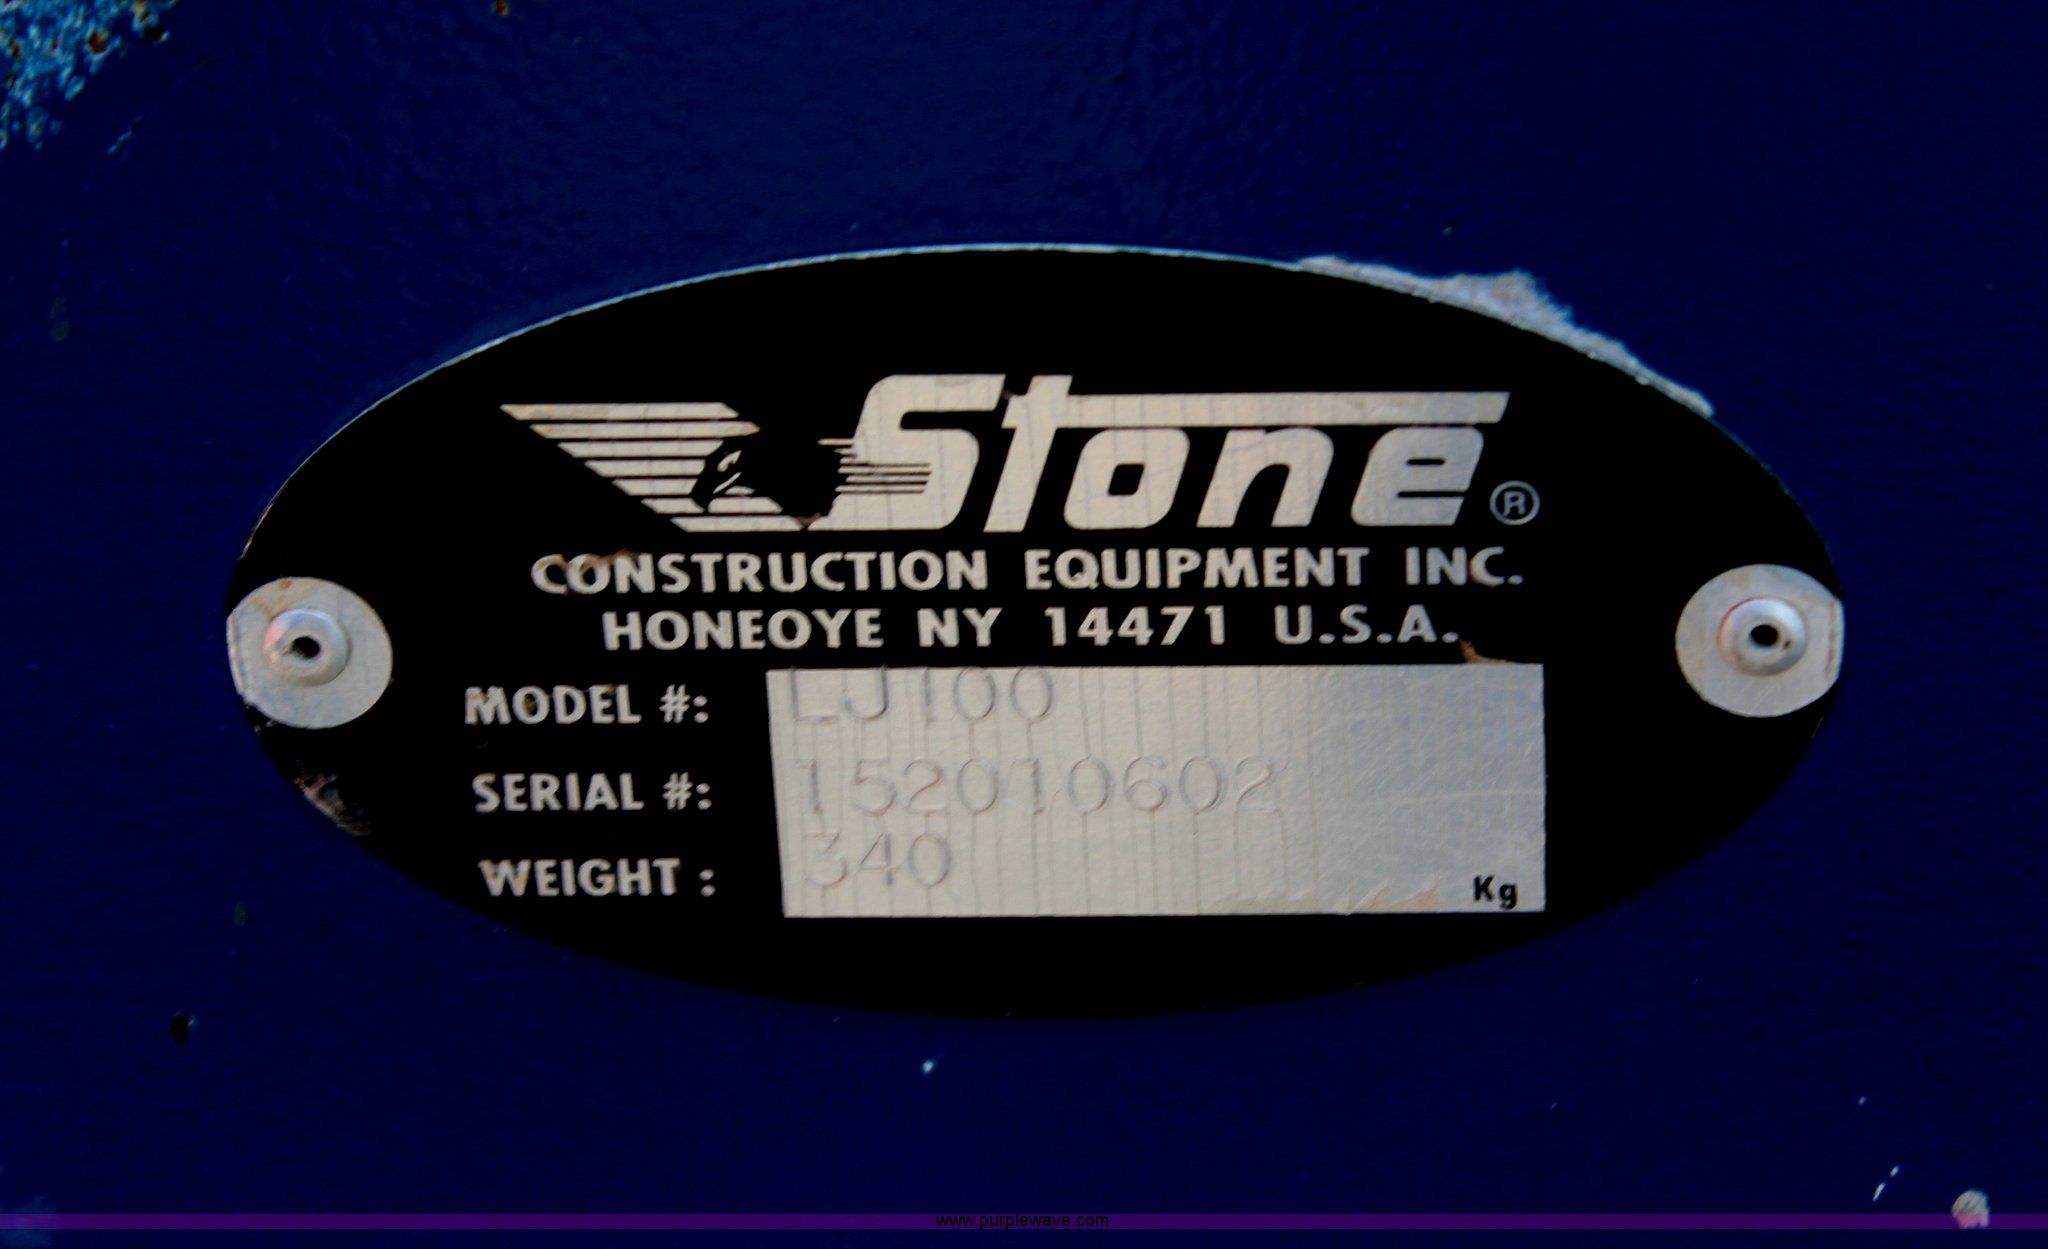 Stone®
CONSTRUCTION EQUIPMENT INC.
HONEOYE NY 14471 U.S.A.
MODEL #: LJ100
SERIAL #: 152010602
WEIGHT : 340 Kg
www.purplewave.com